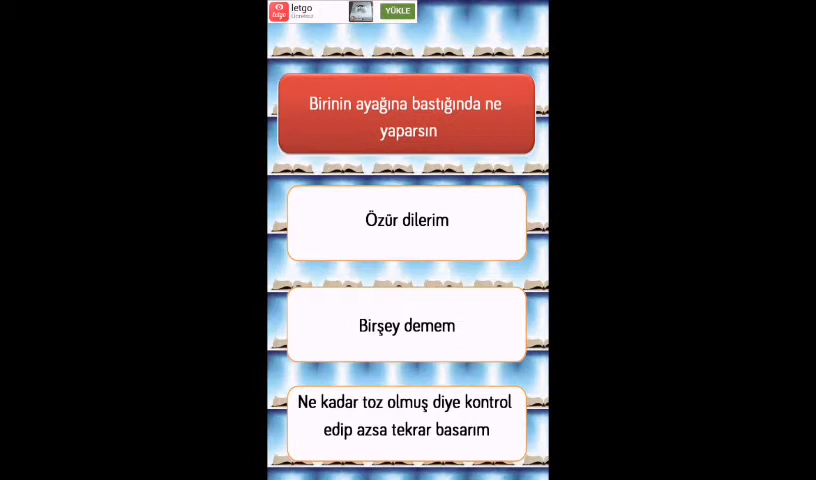 letgo
Ücretsiz
YÜKLE
Birinin ayağına bastığında ne
yaparsın
Özür dilerim
Birşey demem
Ne kadar toz olmuş diye kontrol
edip azsa tekrar basarım